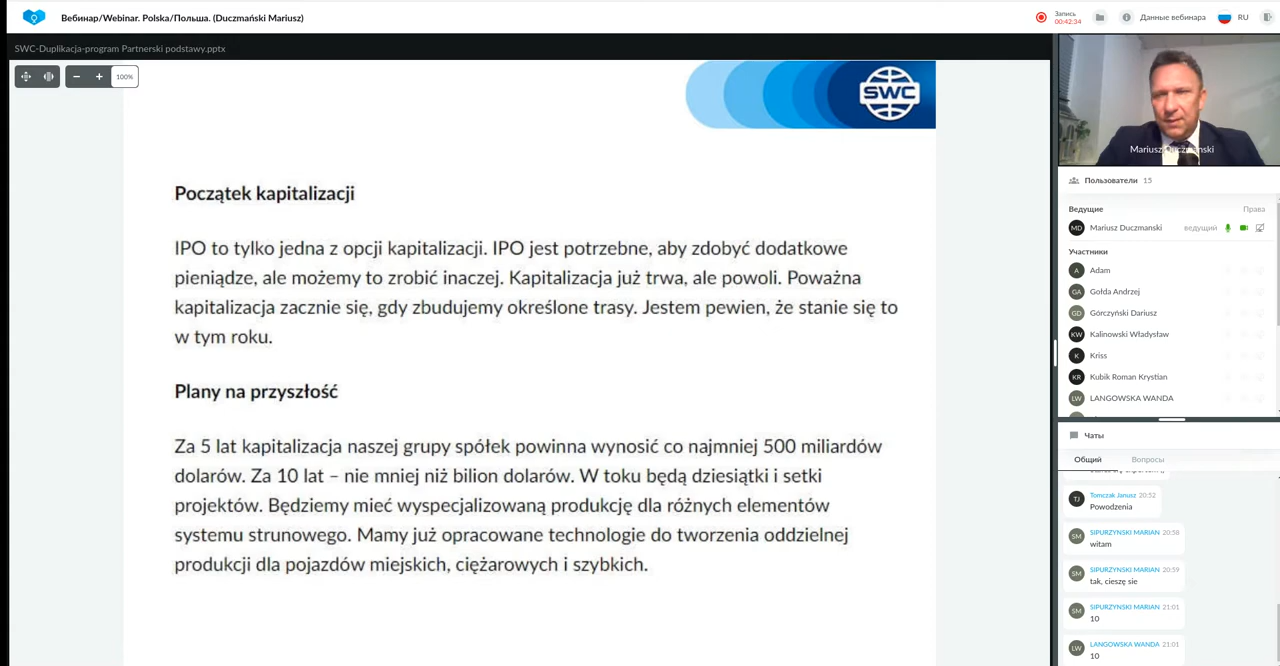 Вебинар/Webinar. Polska/Польша. (Duczmański Mariusz)
Запись
00:42:34
Данные вебинара
RU
SWC-Duplikacja-program Partnerski podstawy.pptx
100%
SWC
Początek kapitalizacji
IPO to tylko jedna z opcji kapitalizacji. IPO jest potrzebne, aby zdobyć dodatkowe
pieniądze, ale możemy to zrobić inaczej. Kapitalizacja już trwa, ale powoli. Poważna
kapitalizacja zacznie się, gdy zbudujemy określone trasy. Jestem pewien, że stanie się to
w tym roku.
Plany na przyszłość
Za 5 lat kapitalizacja naszej grupy spółek powinna wynosić co najmniej 500 miliardów
dolarów. Za 10 lat – nie mniej niż bilion dolarów. W toku będą dziesiątki i setki
projektów. Będziemy mieć wyspecjalizowaną produkcję dla różnych elementów
systemu strunowego. Mamy już opracowane technologie do tworzenia oddzielnej
produkcji dla pojazdów miejskich, ciężarowych i szybkich.
Mariusz Duczmanski
Пользователи 15
Ведущие Права
MD Mariusz Duczmanski ведущий
Участники
A Adam
GA Gołda Andrzej
GD Górczyński Dariusz
KW Kalinowski Władysław
K Kriss
KR Kubik Roman Krystian
LW LANGOWSKA WANDA
Чаты
Общий Вопросы
TJ Tomczak Janusz 20:52
Powodzenia
SM SIPURZYNSKI MARIAN 20:58
witam
SM SIPURZYNSKI MARIAN 20:59
tak, cieszę sie
SM SIPURZYNSKI MARIAN 21:01
10
LW LANGOWSKA WANDA 21:01
10